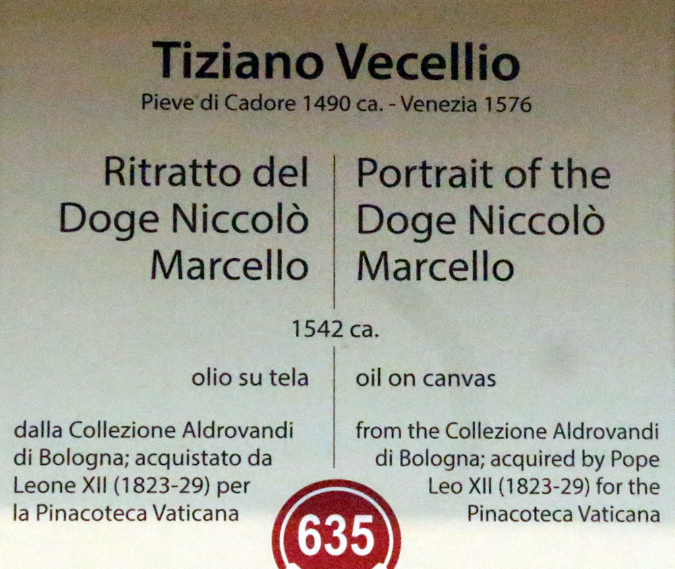 Tiziano Vecellio
Pieve di Cadore 1490 ca. - Venezia 1576
Ritratto del
Doge Niccolò
Marcello
Portrait of the
Doge Niccolò
Marcello
1542 ca.
olio su tela
oil on canvas
dalla Collezione Aldrovandi
di Bologna; acquistato da
Leone XII (1823-29) per
la Pinacoteca Vaticana
from the Collezione Aldrovandi
di Bologna; acquired by Pope
Leo XII (1823-29) for the
Pinacoteca Vaticana
635